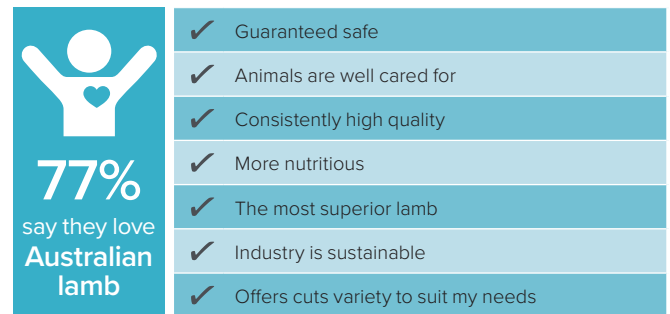 77%
say they love
Australian
lamb
✓ Guaranteed safe
✓ Animals are well cared for
✓ Consistently high quality
✓ More nutritious
✓ The most superior lamb
✓ Industry is sustainable
✓ Offers cuts variety to suit my needs